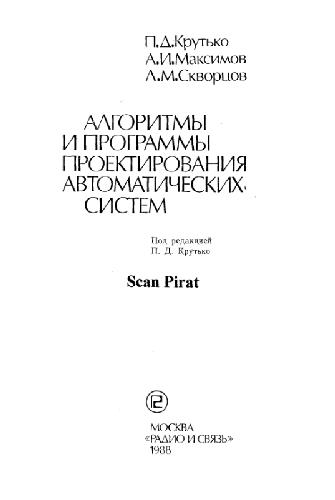 П.Д.Крутько
А.И.Максимов
Л.М.Скворцов
АЛГОРИТМЫ
И ПРОГРАММЫ
ПРОЕКТИРОВАНИЯ
АВТОМАТИЧЕСКИХ
СИСТЕМ
Под редакцией
П. Д. Крутько
Scan Pirat
МОСКВА
«РАДИО И СВЯЗЬ»
1988